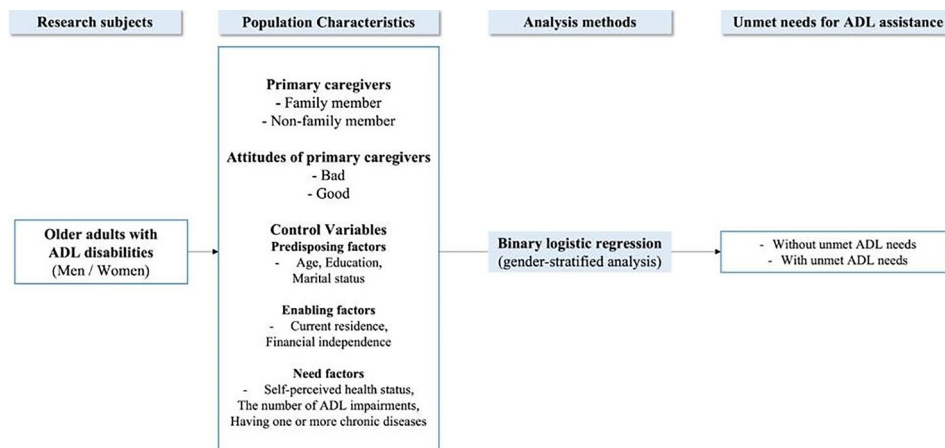 Research subjects
Population Characteristics
Analysis methods
Unmet needs for ADL assistance
Older adults with
ADL disabilities
(Men / Women)
Primary caregivers
- Family member
- Non-family member
Attitudes of primary caregivers
- Bad
- Good
Control Variables
Predisposing factors
- Age, Education,
Marital status
Enabling factors
- Current residence,
Financial independence
Need factors
- Self-perceived health status,
The number of ADL impairments,
Having one or more chronic diseases
Binary logistic regression
(gender-stratified analysis)
- Without unmet ADL needs
- With unmet ADL needs